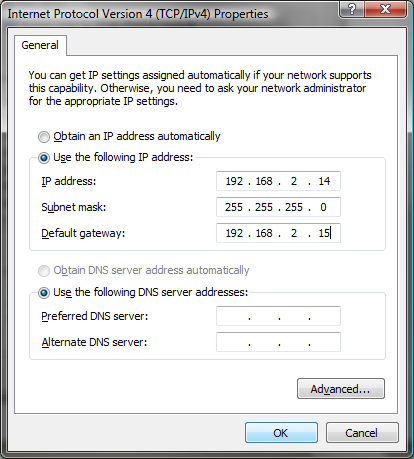 Internet Protocol Version 4 (TCP/IPv4) Properties
General
You can get IP settings assigned automatically if your network supports
this capability. Otherwise, you need to ask your network administrator
for the appropriate IP settings.
Obtain an IP address automatically
Use the following IP address:
IP address: 192 . 168 . 2 . 14
Subnet mask: 255 . 255 . 255 . 0
Default gateway: 192 . 168 . 2 . 15
Obtain DNS server address automatically
Use the following DNS server addresses:
Preferred DNS server: . . .
Alternate DNS server: . . .
Advanced...
OK Cancel